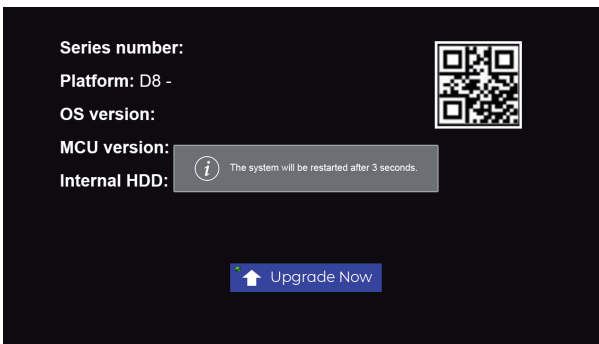 Series number:
Platform: D8 -
OS version:
MCU version:
The system will be restarted after 3 seconds.
Internal HDD:
Upgrade Now